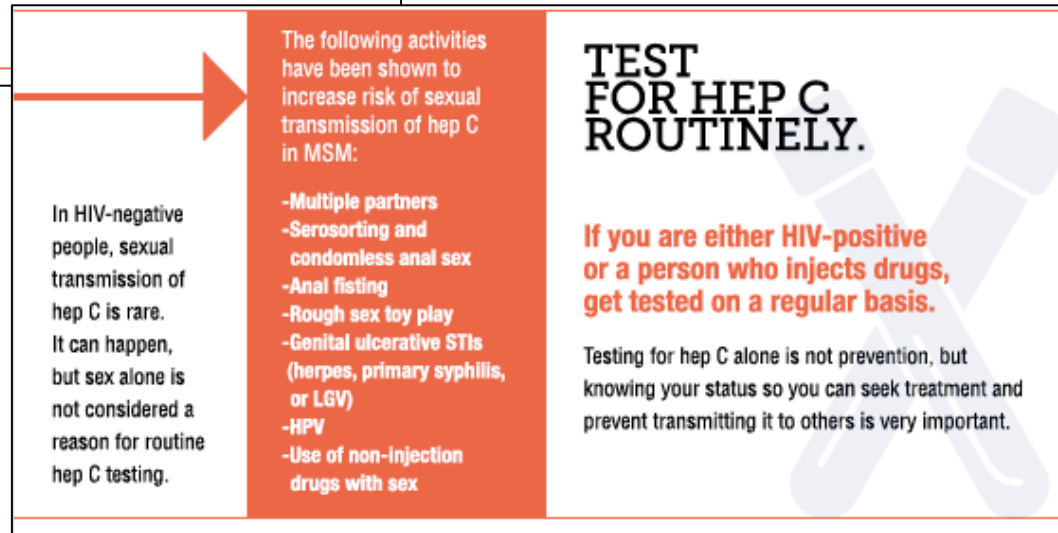 In HIV-negative
people, sexual
transmission of
hep C is rare.
It can happen,
but sex alone is
not considered a
reason for routine
hep C testing.
The following activities
have been shown to
increase risk of sexual
transmission of hep C
in MSM:
-Multiple partners
-Serosorting and
condomless anal sex
-Anal fisting
-Rough sex toy play
-Genital ulcerative STIs
(herpes, primary syphilis,
or LGV)
-HPV
-Use of non-injection
drugs with sex
TEST
FOR HEP C
ROUTINELY.
If you are either HIV-positive
or a person who injects drugs,
get tested on a regular basis.
Testing for hep C alone is not prevention, but
knowing your status so you can seek treatment and
prevent transmitting it to others is very important.